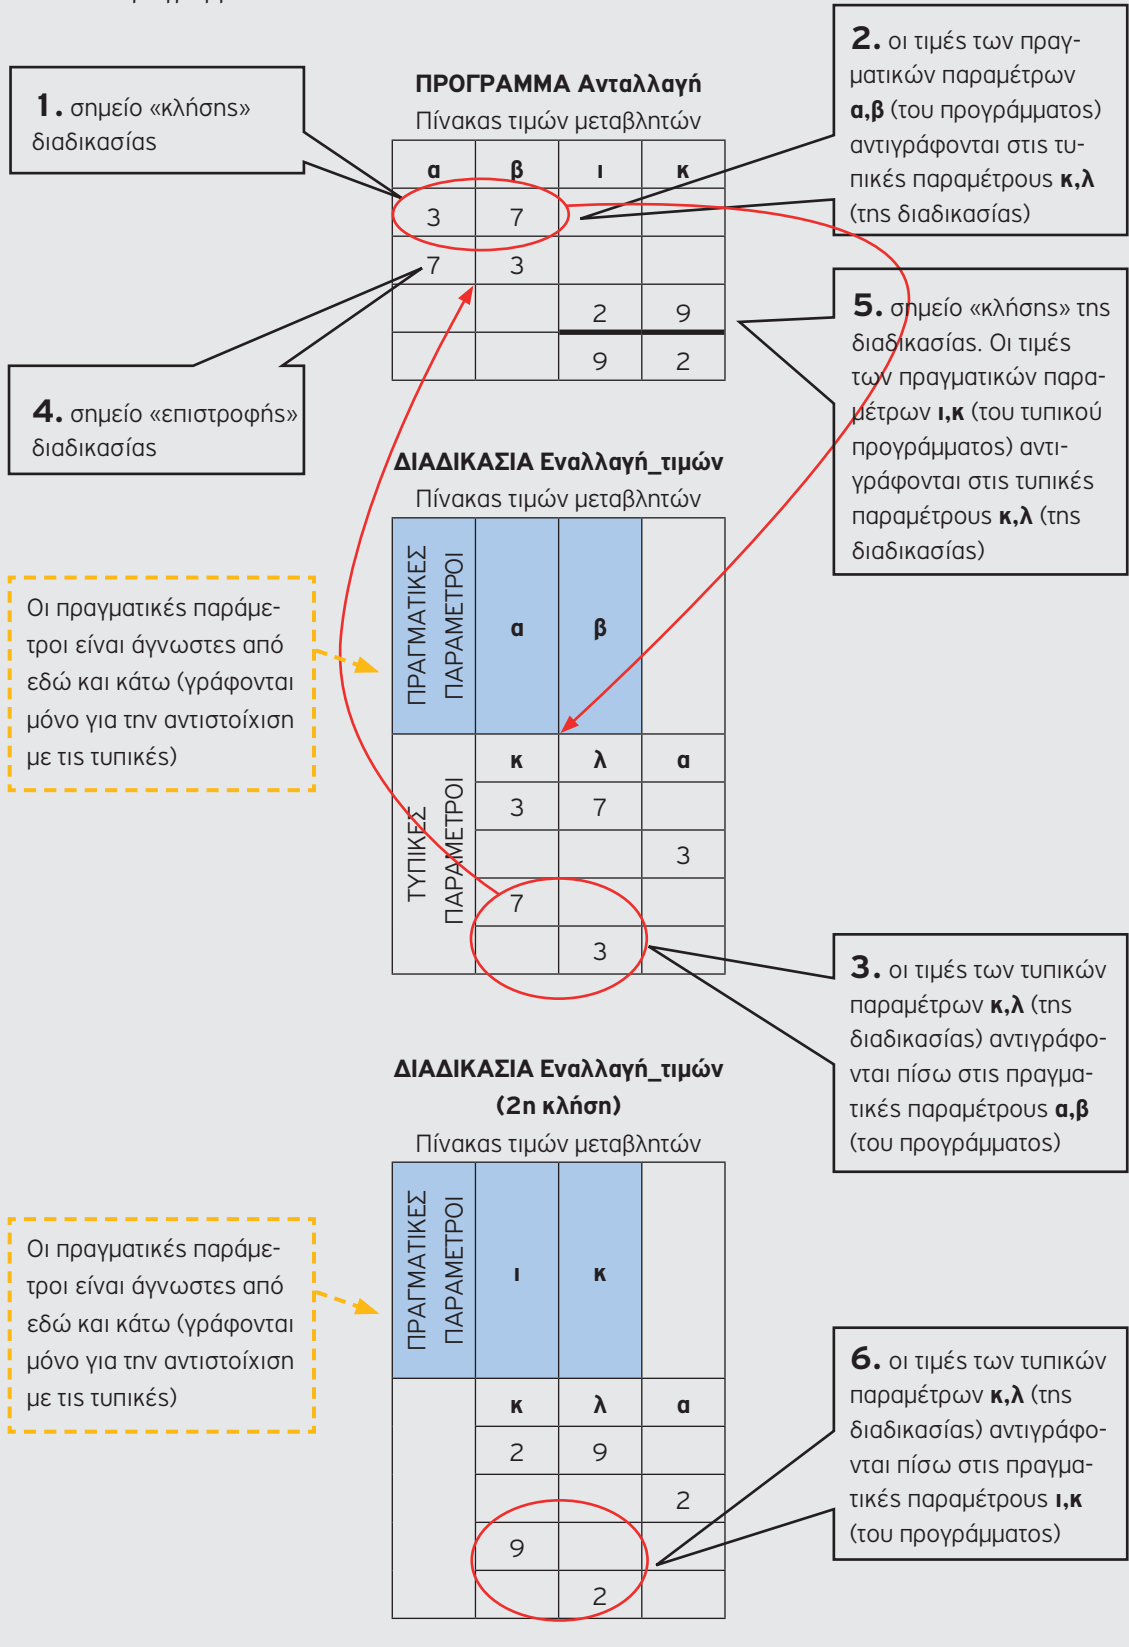 1. σημείο «κλήσης»
διαδικασίας
ΠΡΟΓΡΑΜΜΑ Ανταλλαγή
Πίνακας τιμών μεταβλητών
α β ι κ
3 7
7 3
2 9
9 2
2. οι τιμές των πραγ-
ματικών παραμέτρων
α,β (του προγράμματος)
αντιγράφονται στις τυ-
πικές παραμέτρους κ,λ
(της διαδικασίας)
4. σημείο «επιστροφής»
διαδικασίας
5. σημείο «κλήσης» της
διαδικασίας. Οι τιμές
των πραγματικών παρα-
μέτρων ι,κ (του τυπικού
προγράμματος) αντι-
γράφονται στις τυπικές
παραμέτρους κ,λ (της
διαδικασίας)
ΔΙΑΔΙΚΑΣΙΑ Εναλλαγή_τιμών
Πίνακας τιμών μεταβλητών
ΠΡΑΓΜΑΤΙΚΕΣ
ΠΑΡΑΜΕΤΡΟΙ
α β
Οι πραγματικές παράμε-
τροι είναι άγνωστες από
εδώ και κάτω (γράφονται
μόνο για την αντιστοίχιση
με τις τυπικές)
ΤΥΠΙΚΕΣ
ΠΑΡΑΜΕΤΡΟΙ
κ λ α
3 7
3
7
3
3. οι τιμές των τυπικών
παραμέτρων κ,λ (της
διαδικασίας) αντιγράφο-
νται πίσω στις πραγμα-
τικές παραμέτρους α,β
(του προγράμματος)
ΔΙΑΔΙΚΑΣΙΑ Εναλλαγή_τιμών
(2η κλήση)
Πίνακας τιμών μεταβλητών
ΠΡΑΓΜΑΤΙΚΕΣ
ΠΑΡΑΜΕΤΡΟΙ
ι κ
Οι πραγματικές παράμε-
τροι είναι άγνωστες από
εδώ και κάτω (γράφονται
μόνο για την αντιστοίχιση
με τις τυπικές)
κ λ α
2 9
2
9
2
6. οι τιμές των τυπικών
παραμέτρων κ,λ (της
διαδικασίας) αντιγράφο-
νται πίσω στις πραγμα-
τικές παραμέτρους ι,κ
(του προγράμματος)